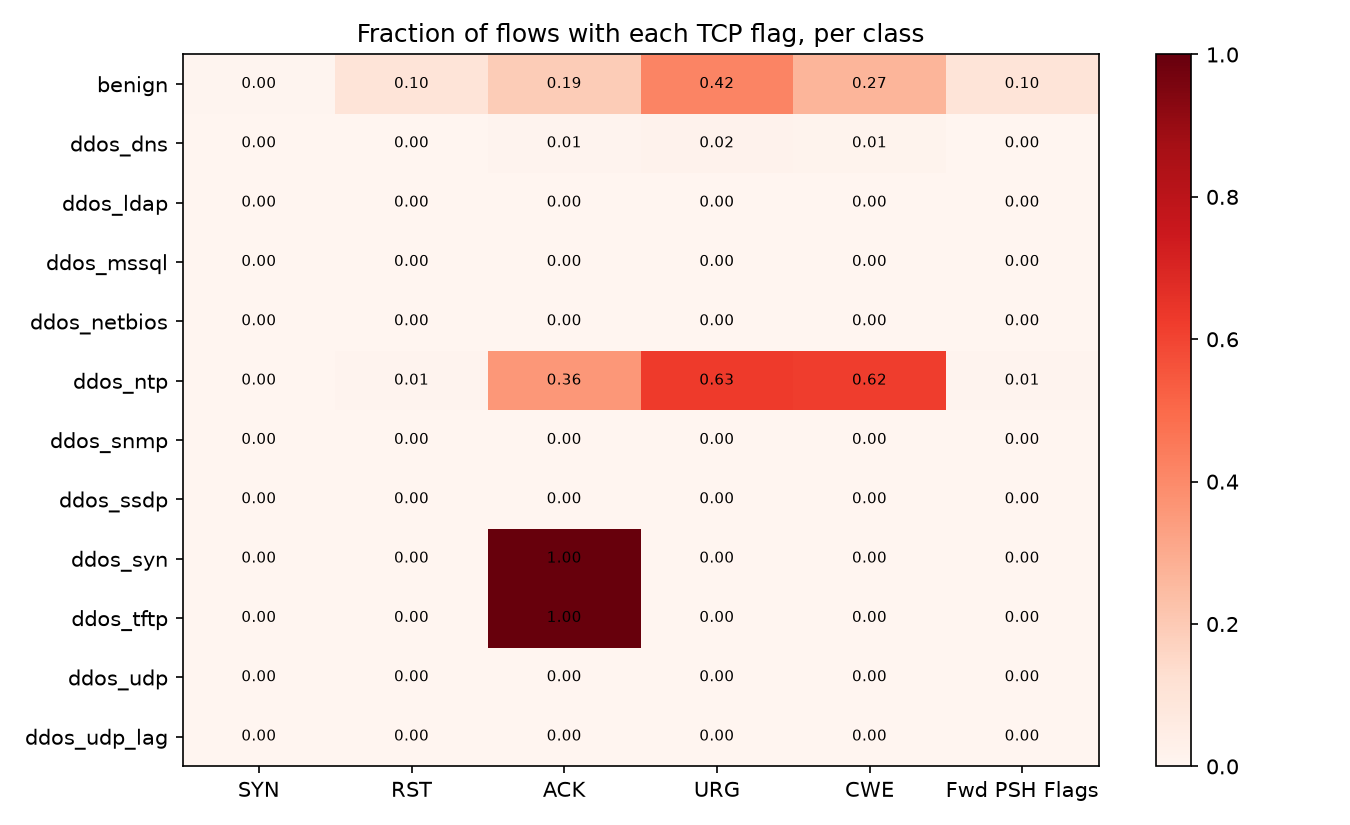 Fraction of flows with each TCP flag, per class
benign 0.00 0.10 0.19 0.42 0.27 0.10
ddos_dns 0.00 0.00 0.01 0.02 0.01 0.00
ddos_ldap 0.00 0.00 0.00 0.00 0.00 0.00
ddos_mssql 0.00 0.00 0.00 0.00 0.00 0.00
ddos_netbios 0.00 0.00 0.00 0.00 0.00 0.00
ddos_ntp 0.00 0.01 0.36 0.63 0.62 0.01
ddos_snmp 0.00 0.00 0.00 0.00 0.00 0.00
ddos_ssdp 0.00 0.00 0.00 0.00 0.00 0.00
ddos_syn 0.00 0.00 1.00 0.00 0.00 0.00
ddos_tftp 0.00 0.00 1.00 0.00 0.00 0.00
ddos_udp 0.00 0.00 0.00 0.00 0.00 0.00
ddos_udp_lag 0.00 0.00 0.00 0.00 0.00 0.00
SYN RST ACK URG CWE Fwd PSH Flags
1.0
0.8
0.6
0.4
0.2
0.0